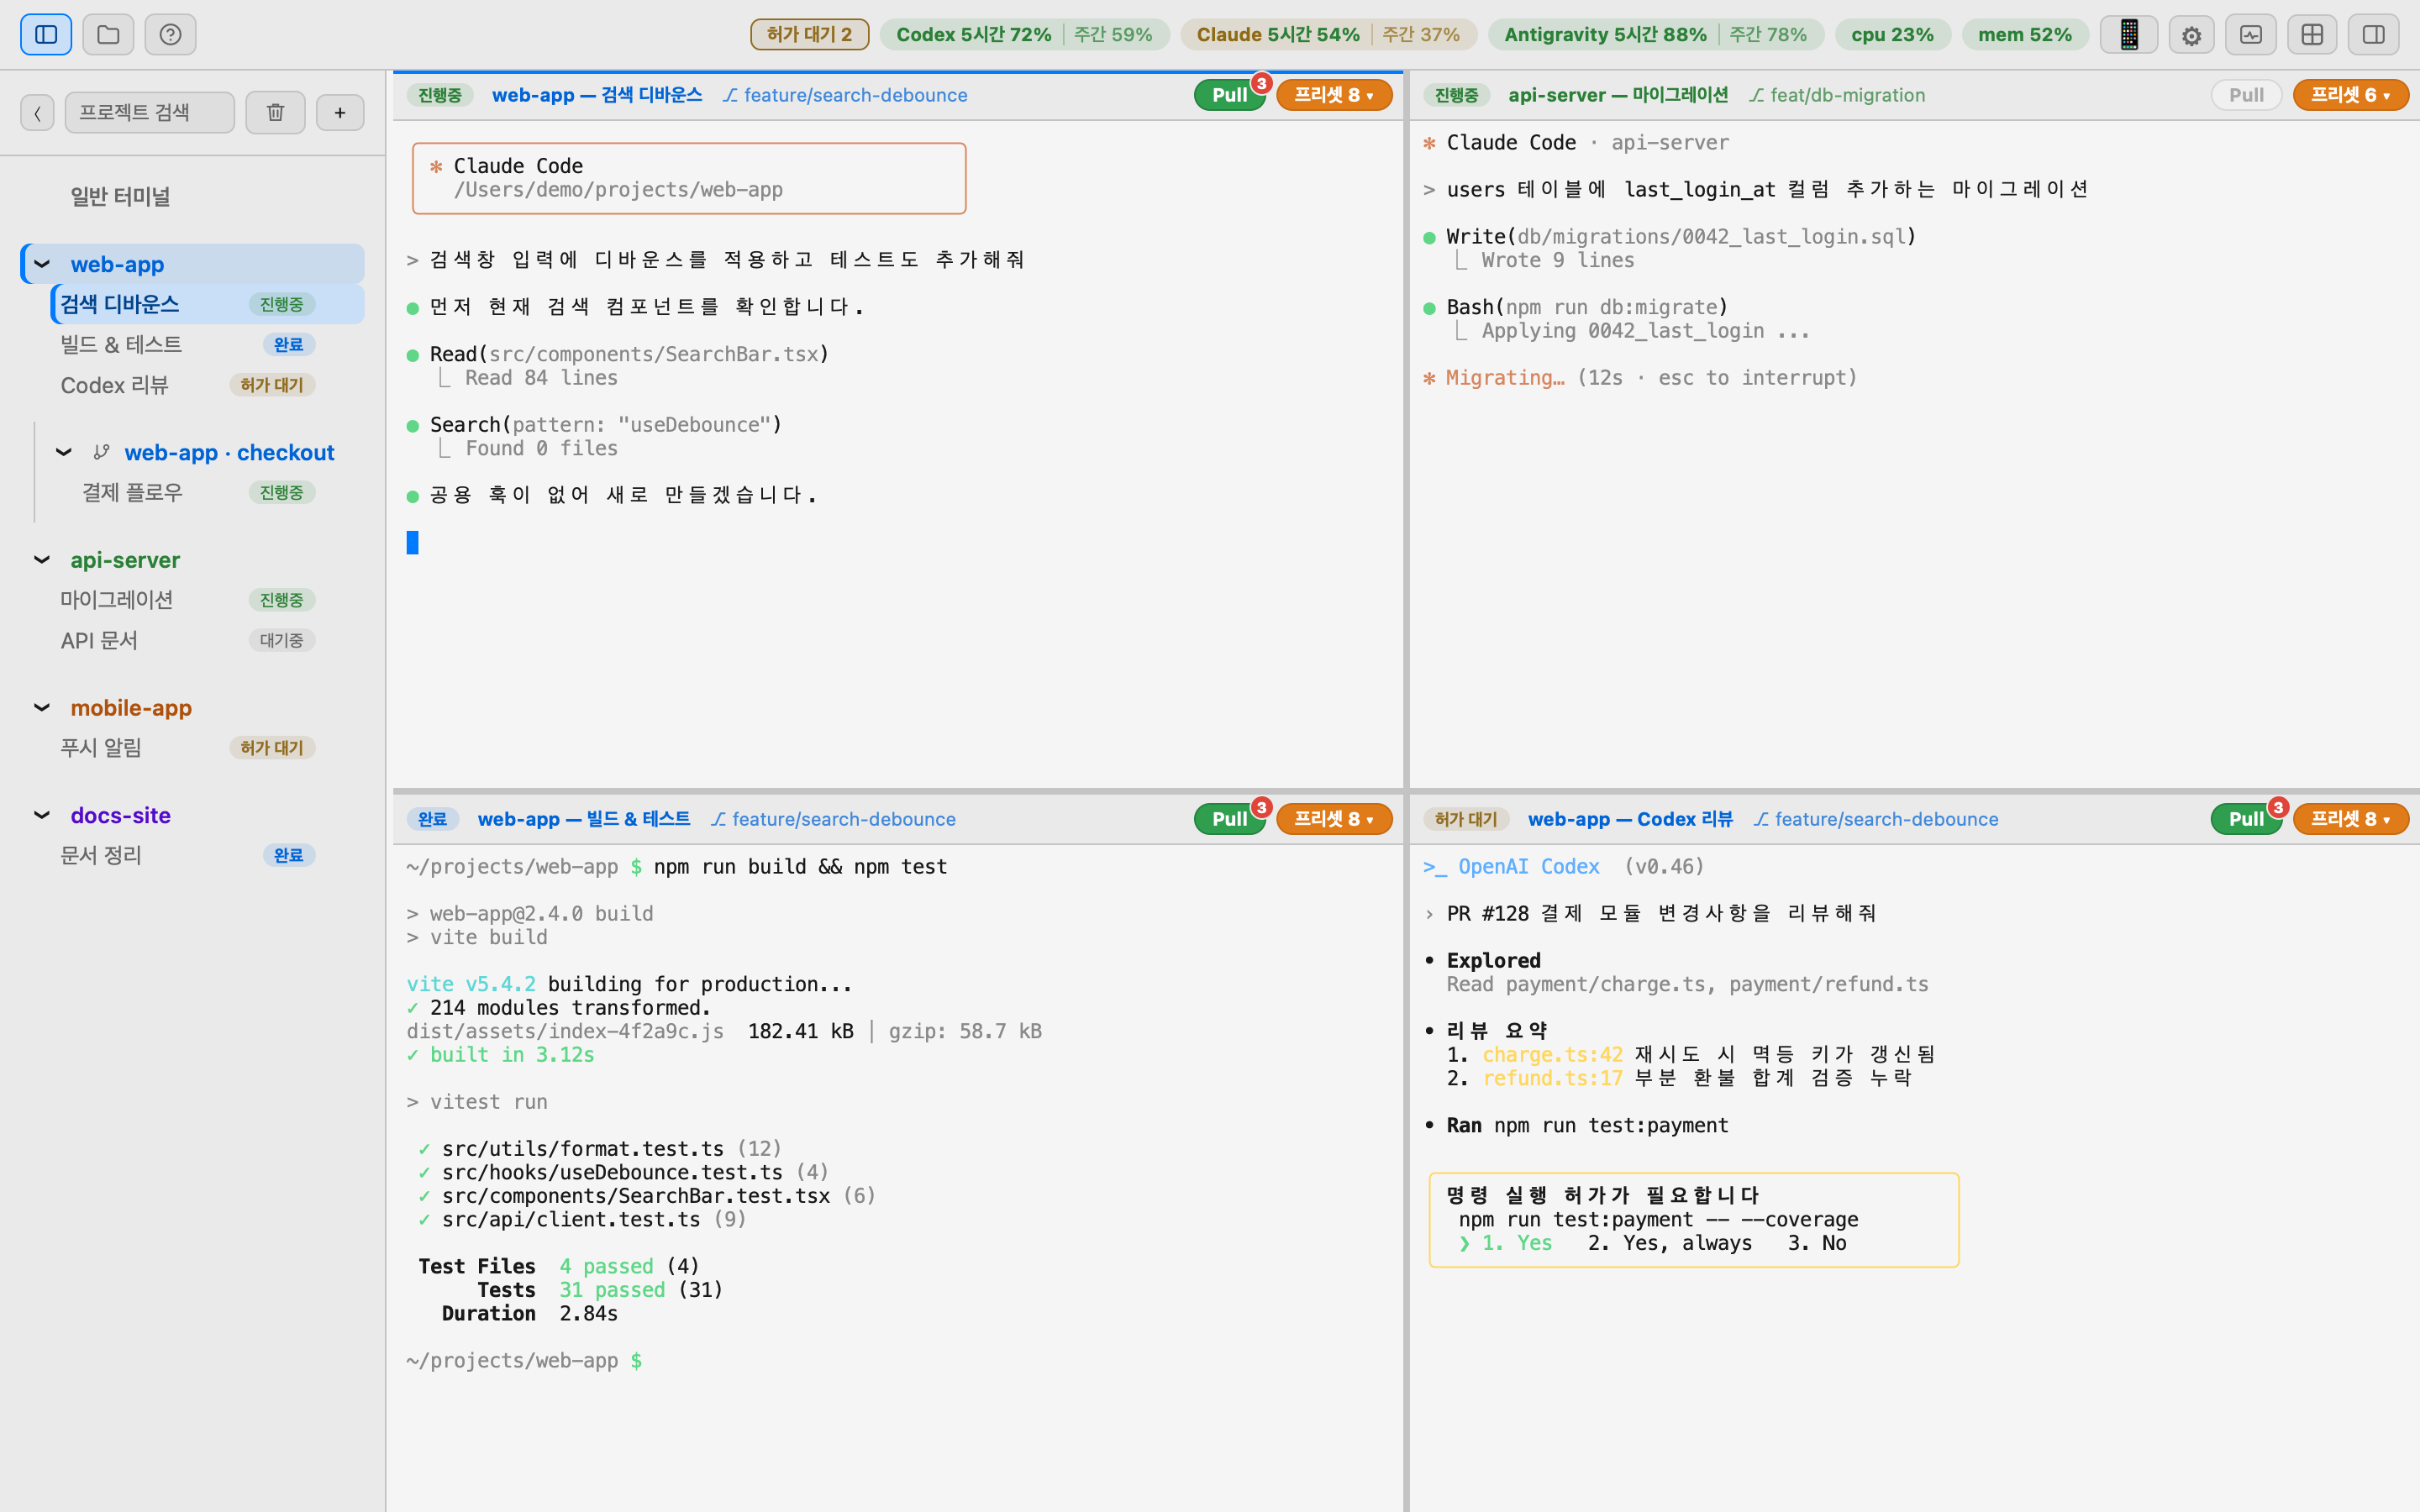 허가 대기 2 Codex 5시간 72% 주간 59% Claude 5시간 54% 주간 37% Antigravity 5시간 88% 주간 78% cpu 23% mem 52%
프로젝트 검색
일반 터미널
web-app
검색 디바운스 진행중
빌드 & 테스트 완료
Codex 리뷰 허가 대기
web-app · checkout
결제 플로우 진행중
api-server
마이그레이션 진행중
API 문서 대기중
mobile-app
푸시 알림 허가 대기
docs-site
문서 정리 완료
진행중 web-app — 검색 디바운스 feature/search-debounce Pull 3 프리셋 8 ▾
✻ Claude Code
/Users/demo/projects/web-app
> 검색창 입력에 디바운스를 적용하고 테스트도 추가해줘
● 먼저 현재 검색 컴포넌트를 확인합니다.
● Read(src/components/SearchBar.tsx)
⎿ Read 84 lines
● Search(pattern: "useDebounce")
⎿ Found 0 files
● 공용 훅이 없어 새로 만들겠습니다.
진행중 api-server — 마이그레이션 feat/db-migration Pull 프리셋 6 ▾
✻ Claude Code · api-server
> users 테이블에 last_login_at 컬럼 추가하는 마이그레이션
● Write(db/migrations/0042_last_login.sql)
⎿ Wrote 9 lines
● Bash(npm run db:migrate)
⎿ Applying 0042_last_login ...
✻ Migrating… (12s · esc to interrupt)
완료 web-app — 빌드 & 테스트 feature/search-debounce Pull 3 프리셋 8 ▾
~/projects/web-app $ npm run build && npm test
> web-app@2.4.0 build
> vite build
vite v5.4.2 building for production...
✓ 214 modules transformed.
dist/assets/index-4f2a9c.js 182.41 kB │ gzip: 58.7 kB
✓ built in 3.12s
> vitest run
✓ src/utils/format.test.ts (12)
✓ src/hooks/useDebounce.test.ts (4)
✓ src/components/SearchBar.test.tsx (6)
✓ src/api/client.test.ts (9)
Test Files 4 passed (4)
Tests 31 passed (31)
Duration 2.84s
~/projects/web-app $
허가 대기 web-app — Codex 리뷰 feature/search-debounce Pull 3 프리셋 8 ▾
>_ OpenAI Codex (v0.46)
› PR #128 결제 모듈 변경사항을 리뷰해줘
• Explored
Read payment/charge.ts, payment/refund.ts
• 리뷰 요약
1. charge.ts:42 재시도 시 멱등 키가 갱신됨
2. refund.ts:17 부분 환불 합계 검증 누락
• Ran npm run test:payment
명령 실행 허가가 필요합니다
npm run test:payment -- --coverage
❯ 1. Yes 2. Yes, always 3. No